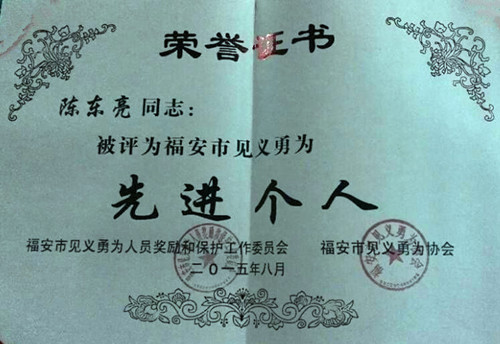 荣誉证书
陈东亮同志：
被评为福安市见义勇为
先进个人
福安市见义勇为人员奖励和保护工作委员会 福安市见义勇为协会
二〇一五年八月